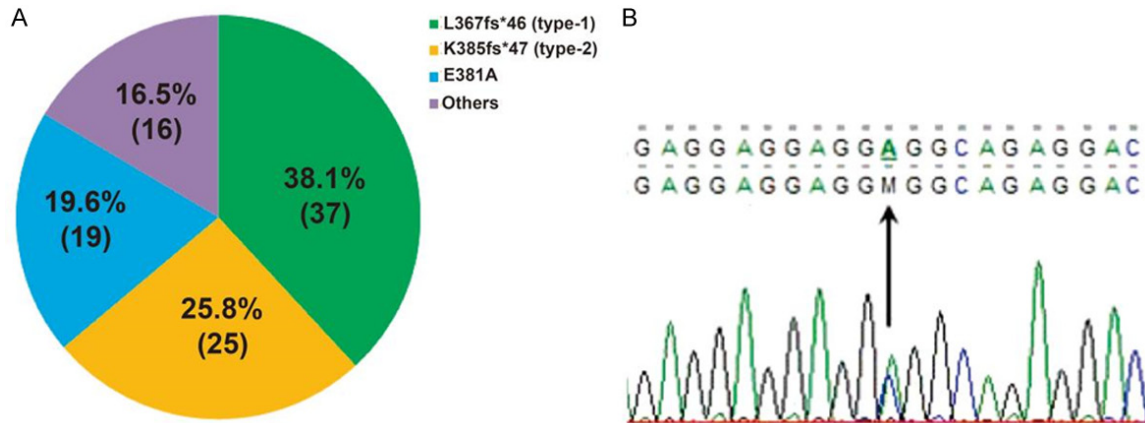 A
L367fs*46 (type-1)
K385fs*47 (type-2)
E381A
Others
16.5%
(16)
38.1%
(37)
19.6%
(19)
25.8%
(25)
B
G A G G A G G A G G A G G C A G A G G A C
G A G G A G G A G G M G G C A G A G G A C